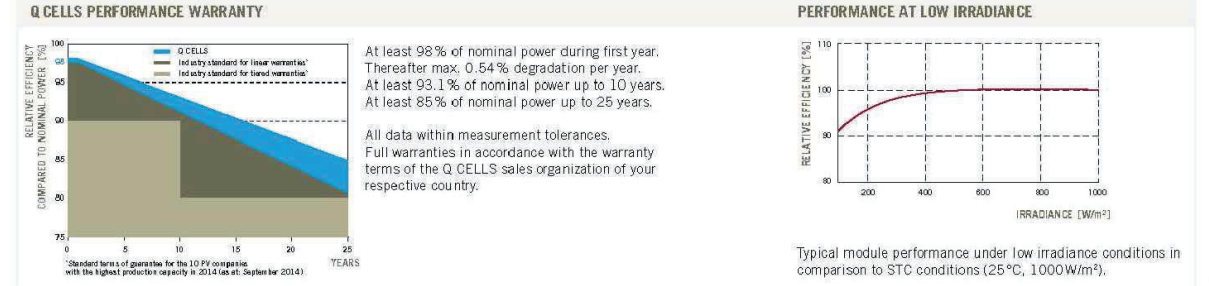 Q CELLS PERFORMANCE WARRANTY
RELATIVE EFFICIENCY
COMPARED TO NOMINAL POWER [%]
100
98
95
90
85
80
75
0
5
10
15
20
25
YEARS
Q CELLS
Industry standard for linear warranties*
Industry standard for tiered warranties*
*Standard terms of guarantee for the 10 PV companies
with the highest production capacity in 2014 (as at: September 2014)
At least 98% of nominal power during first year.
Thereafter max. 0.54% degradation per year.
At least 93.1% of nominal power up to 10 years.
At least 85% of nominal power up to 25 years.
All data within measurement tolerances.
Full warranties in accordance with the warranty
terms of the Q CELLS sales organization of your
respective country.
PERFORMANCE AT LOW IRRADIANCE
RELATIVE EFFICIENCY [%]
110
100
90
80
200
400
600
800
1000
IRRADIANCE [W/m²]
Typical module performance under low irradiance conditions in
comparison to STC conditions (25°C, 1000W/m²).